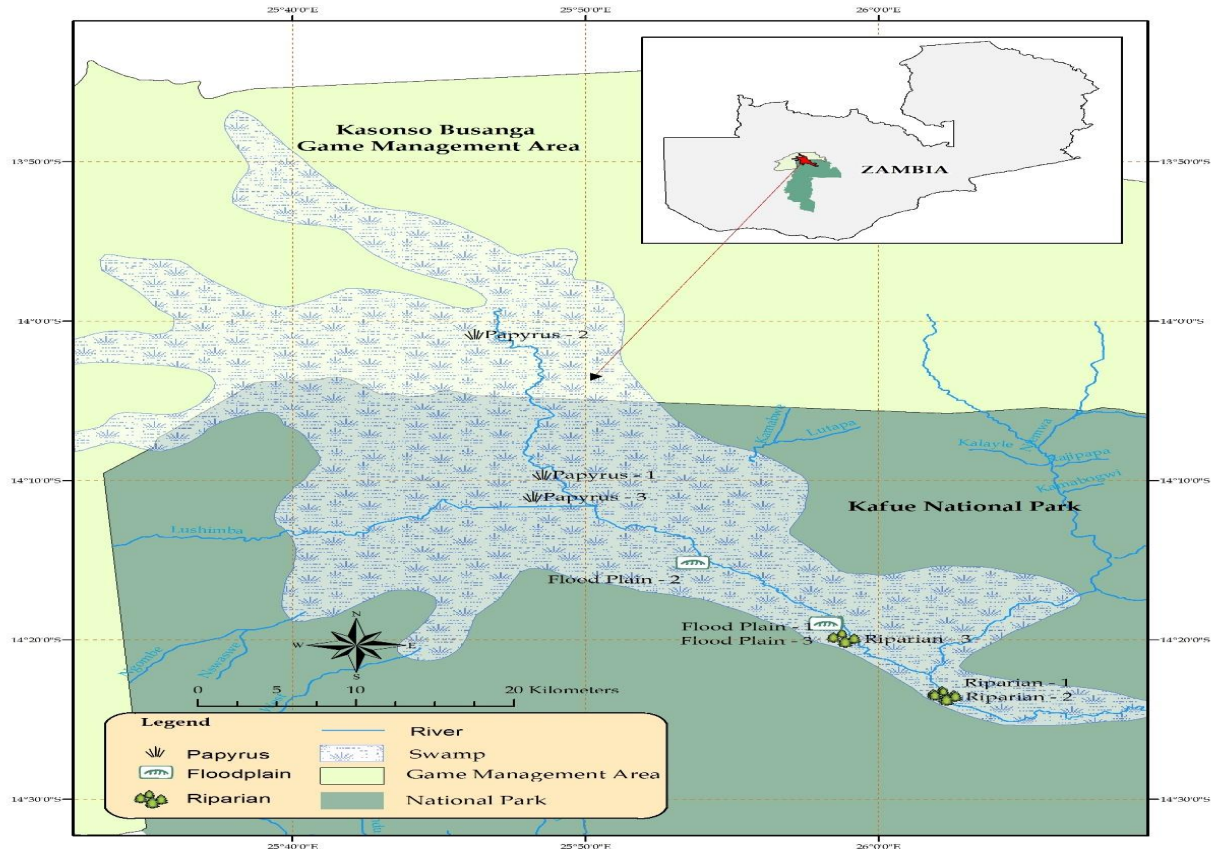 25°40'0"E
25°50'0"E
26°0'0"E
Kasonso Busanga
Game Management Area
13°50'0"S
13°50'0"S
ZAMBIA
14°0'0"S
14°0'0"S
Papyrus - 2
Kamabwo
Lutapa
Kalayle
Kajipapa
Kamabogwi
14°10'0"S
14°10'0"S
Papyrus - 1
Papyrus - 3
Kafue National Park
Lushimba
Flood Plain - 2
Flood Plain - 1
Flood Plain - 3
Riparian - 3
14°20'0"S
14°20'0"S
N
W
E
S
Ngombe
Riparian - 1
Riparian - 2
0 5 10 20 Kilometers
Legend
Papyrus
River
Floodplain
Swamp
Game Management Area
Riparian
National Park
14°30'0"S
14°30'0"S
25°40'0"E
25°50'0"E
26°0'0"E